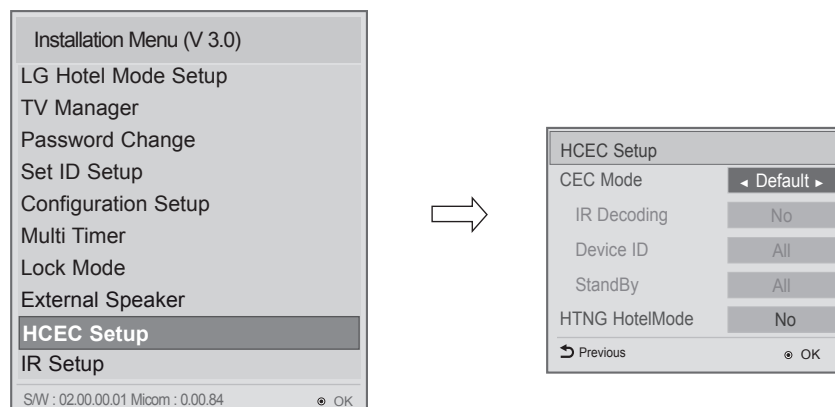 Installation Menu (V 3.0)
LG Hotel Mode Setup
TV Manager
Password Change
Set ID Setup
Configuration Setup
Multi Timer
Lock Mode
External Speaker
HCEC Setup
IR Setup
S/W : 02.00.00.01 Micom : 0.00.84 ◉ OK
HCEC Setup
CEC Mode ◄ Default ►
IR Decoding No
Device ID All
StandBy All
HTNG HotelMode No
⮌ Previous ◉ OK